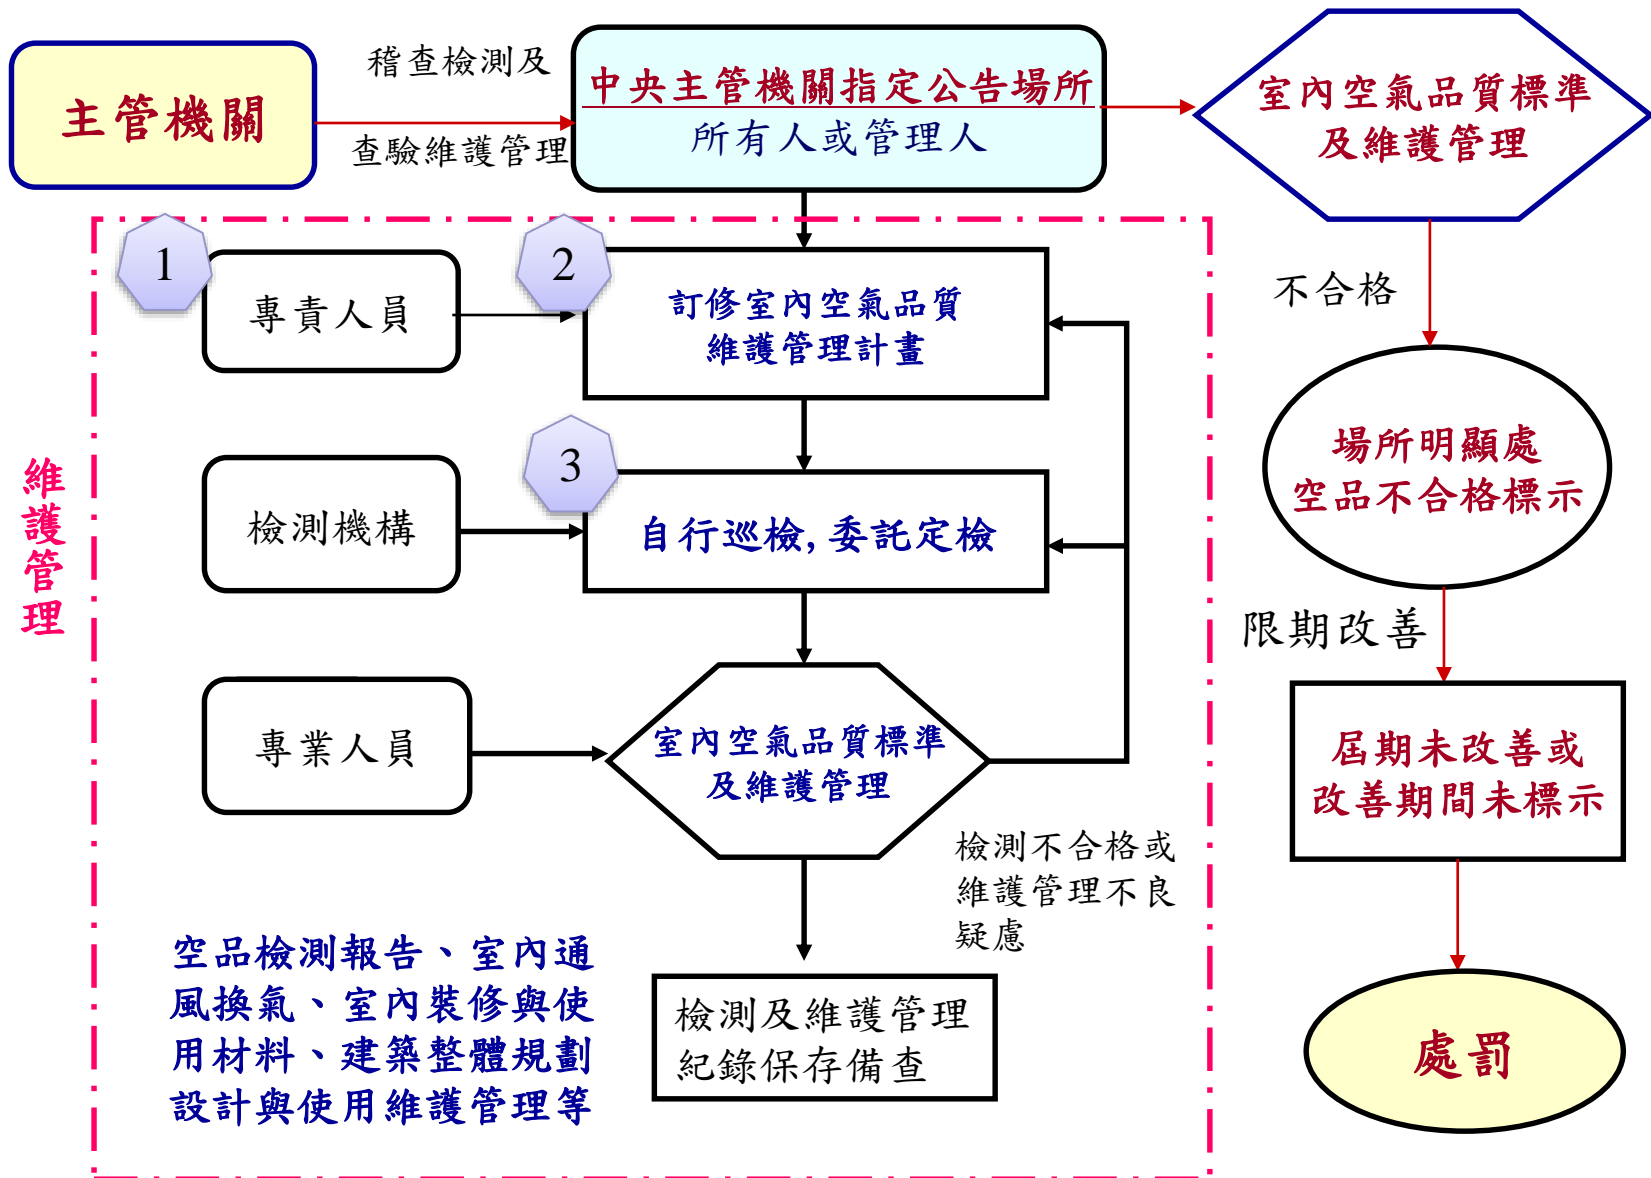 主管機關
稽查檢測及
查驗維護管理
中央主管機關指定公告場所
所有人或管理人
室內空氣品質標準
及維護管理
維護管理
1
專責人員
2
訂修室內空氣品質
維護管理計畫
不合格
場所明顯處
空品不合格標示
檢測機構
3
自行巡檢,委託定檢
限期改善
專業人員
室內空氣品質標準
及維護管理
屆期未改善或
改善期間未標示
檢測不合格或
維護管理不良
疑慮
空品檢測報告、室內通
風換氣、室內裝修與使
用材料、建築整體規劃
設計與使用維護管理等
檢測及維護管理
紀錄保存備查
處罰